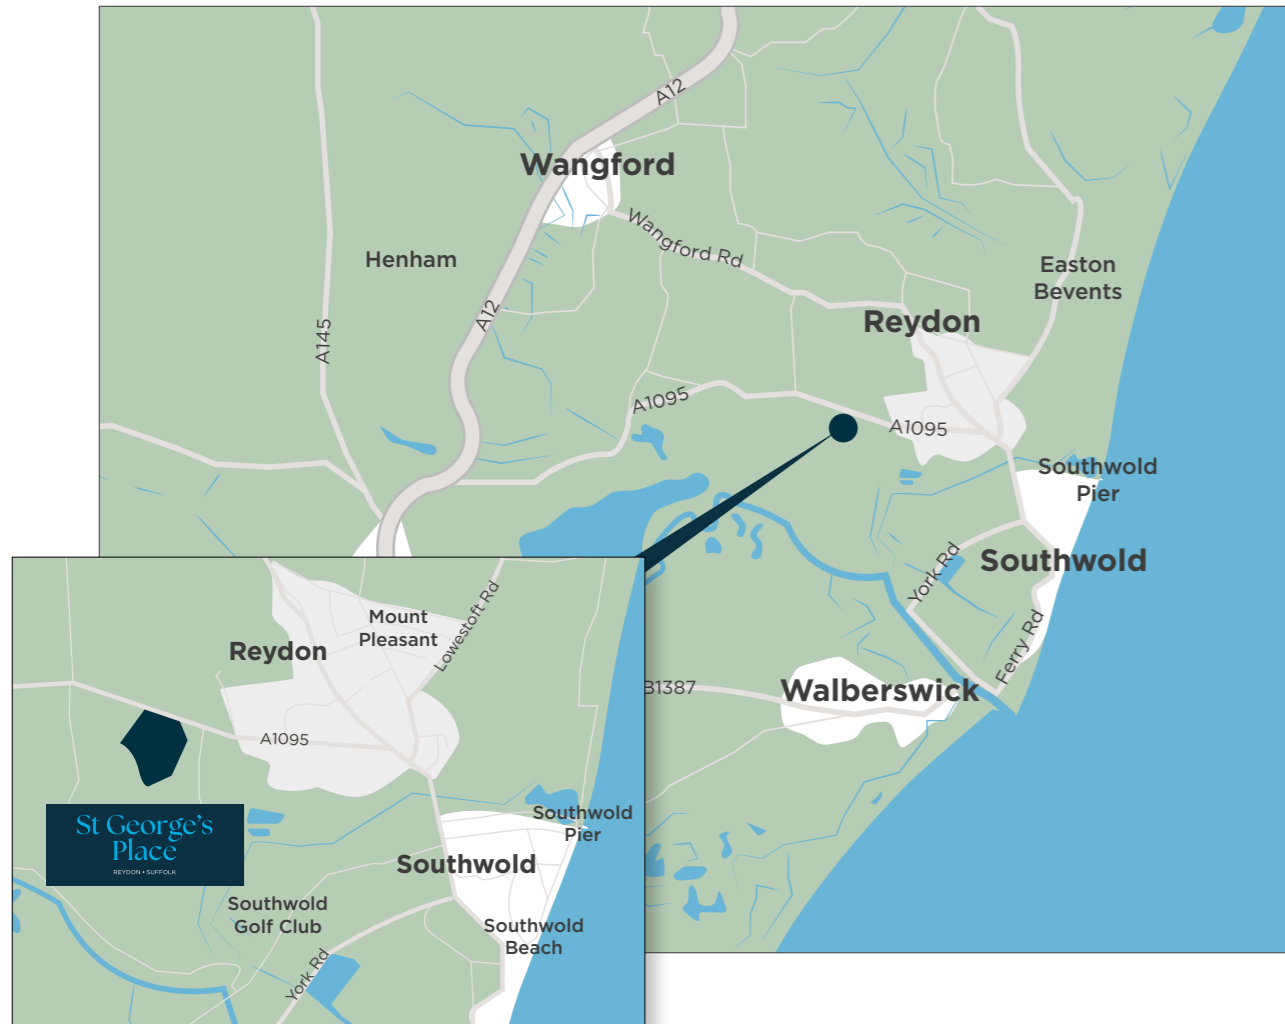 A12
Wangford
Wangford Rd
Henham
Easton
Bevents
A12
Reydon
A145
A1095
A1095
Southwold
Pier
Southwold
York Rd
Ferry Rd
B1387
Walberswick
Mount
Pleasant
Lowestoft Rd
Reydon
A1095
Southwold
Pier
St George's
Place
REYDON • SUFFOLK
Southwold
Southwold
Golf Club
Southwold
Beach
York Rd